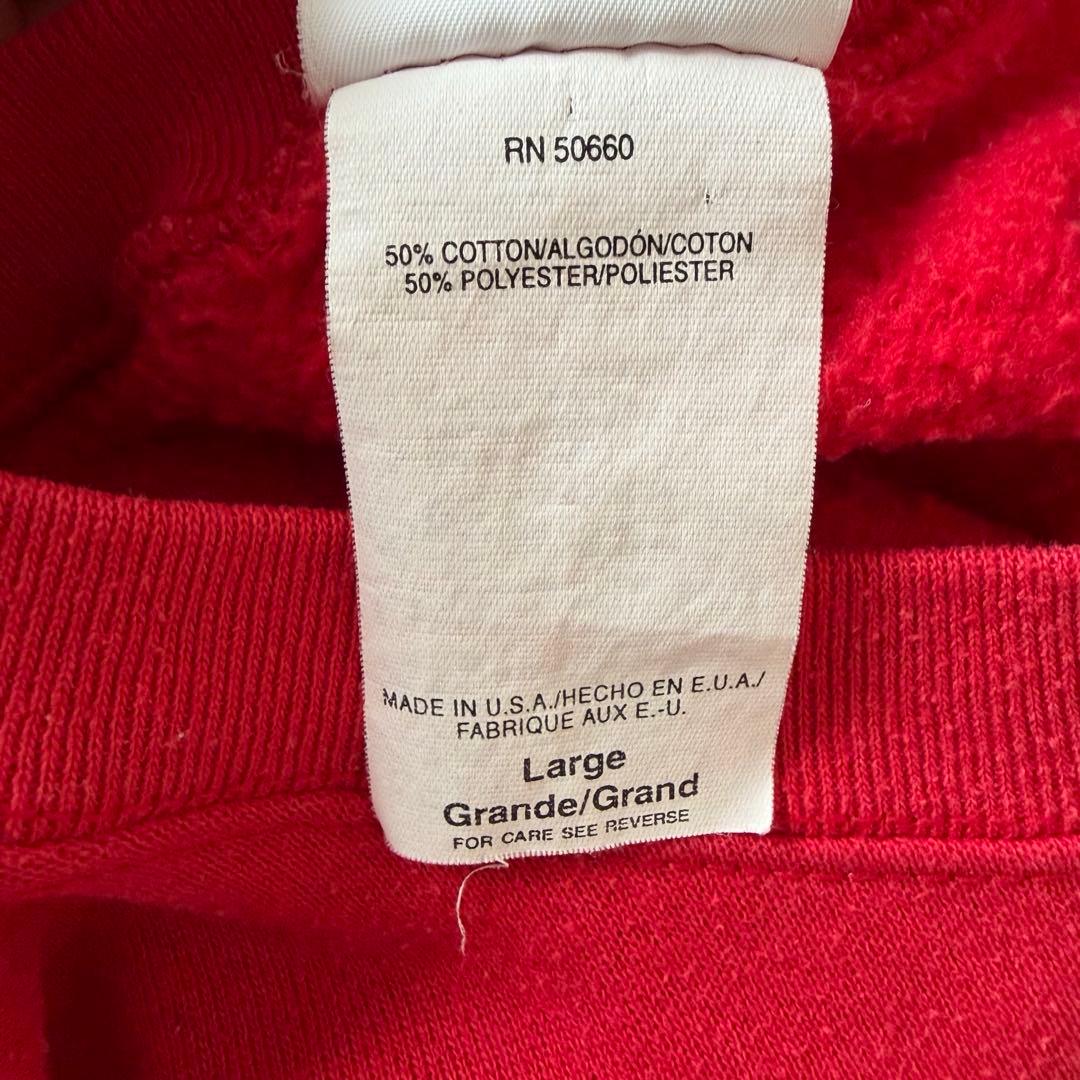 RN 50660
50% COTTON/ALGODÓN/COTON
50% POLYESTER/POLIESTER
MADE IN U.S.A./HECHO EN E.U.A./
FABRIQUE AUX E.-U.
Large
Grande/Grand
FOR CARE SEE REVERSE